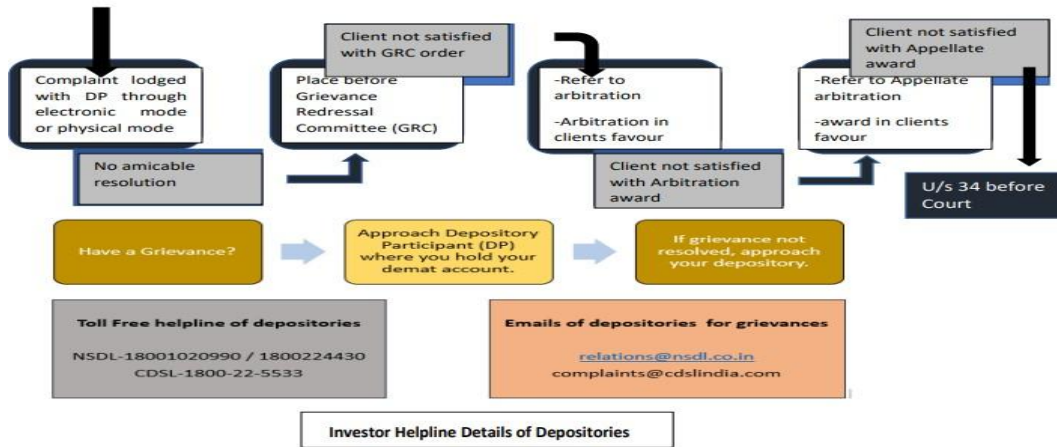 Complaint lodged
with DP through
electronic mode
or physical mode
No amicable
resolution
Place before
Grievance
Redressal
Committee (GRC)
Client not satisfied
with GRC order
-Refer to
arbitration
-Arbitration in
clients favour
Client not satisfied
with Arbitration
award
-Refer to Appellate
arbitration
-award in clients
favour
Client not satisfied
with Appellate
award
U/s 34 before
Court
Have a Grievance?
Approach Depository
Participant (DP)
where you hold your
demat account.
If grievance not
resolved, approach
your depository.
Toll Free helpline of depositories
NSDL-18001020990 / 1800224430
CDSL-1800-22-5533
Emails of depositories for grievances
relations@nsdl.co.in
complaints@cdslindia.com
Investor Helpline Details of Depositories